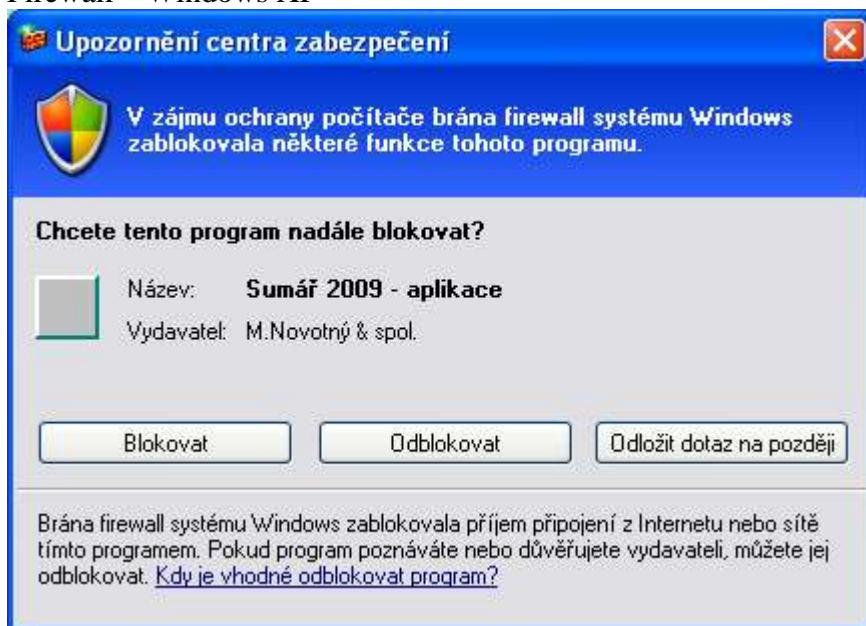 Upozornění centra zabezpečení
V zájmu ochrany počítače brána firewall systému Windows
zablokovala některé funkce tohoto programu.
Chcete tento program nadále blokovat?
Název: Sumář 2009 - aplikace
Vydavatel: M.Novotný & spol.
Blokovat Odblokovat Odložit dotaz na později
Brána firewall systému Windows zablokovala příjem připojení z Internetu nebo sítě
tímto programem. Pokud program poznáváte nebo důvěřujete vydavateli, můžete jej
odblokovat. Kdy je vhodné odblokovat program?